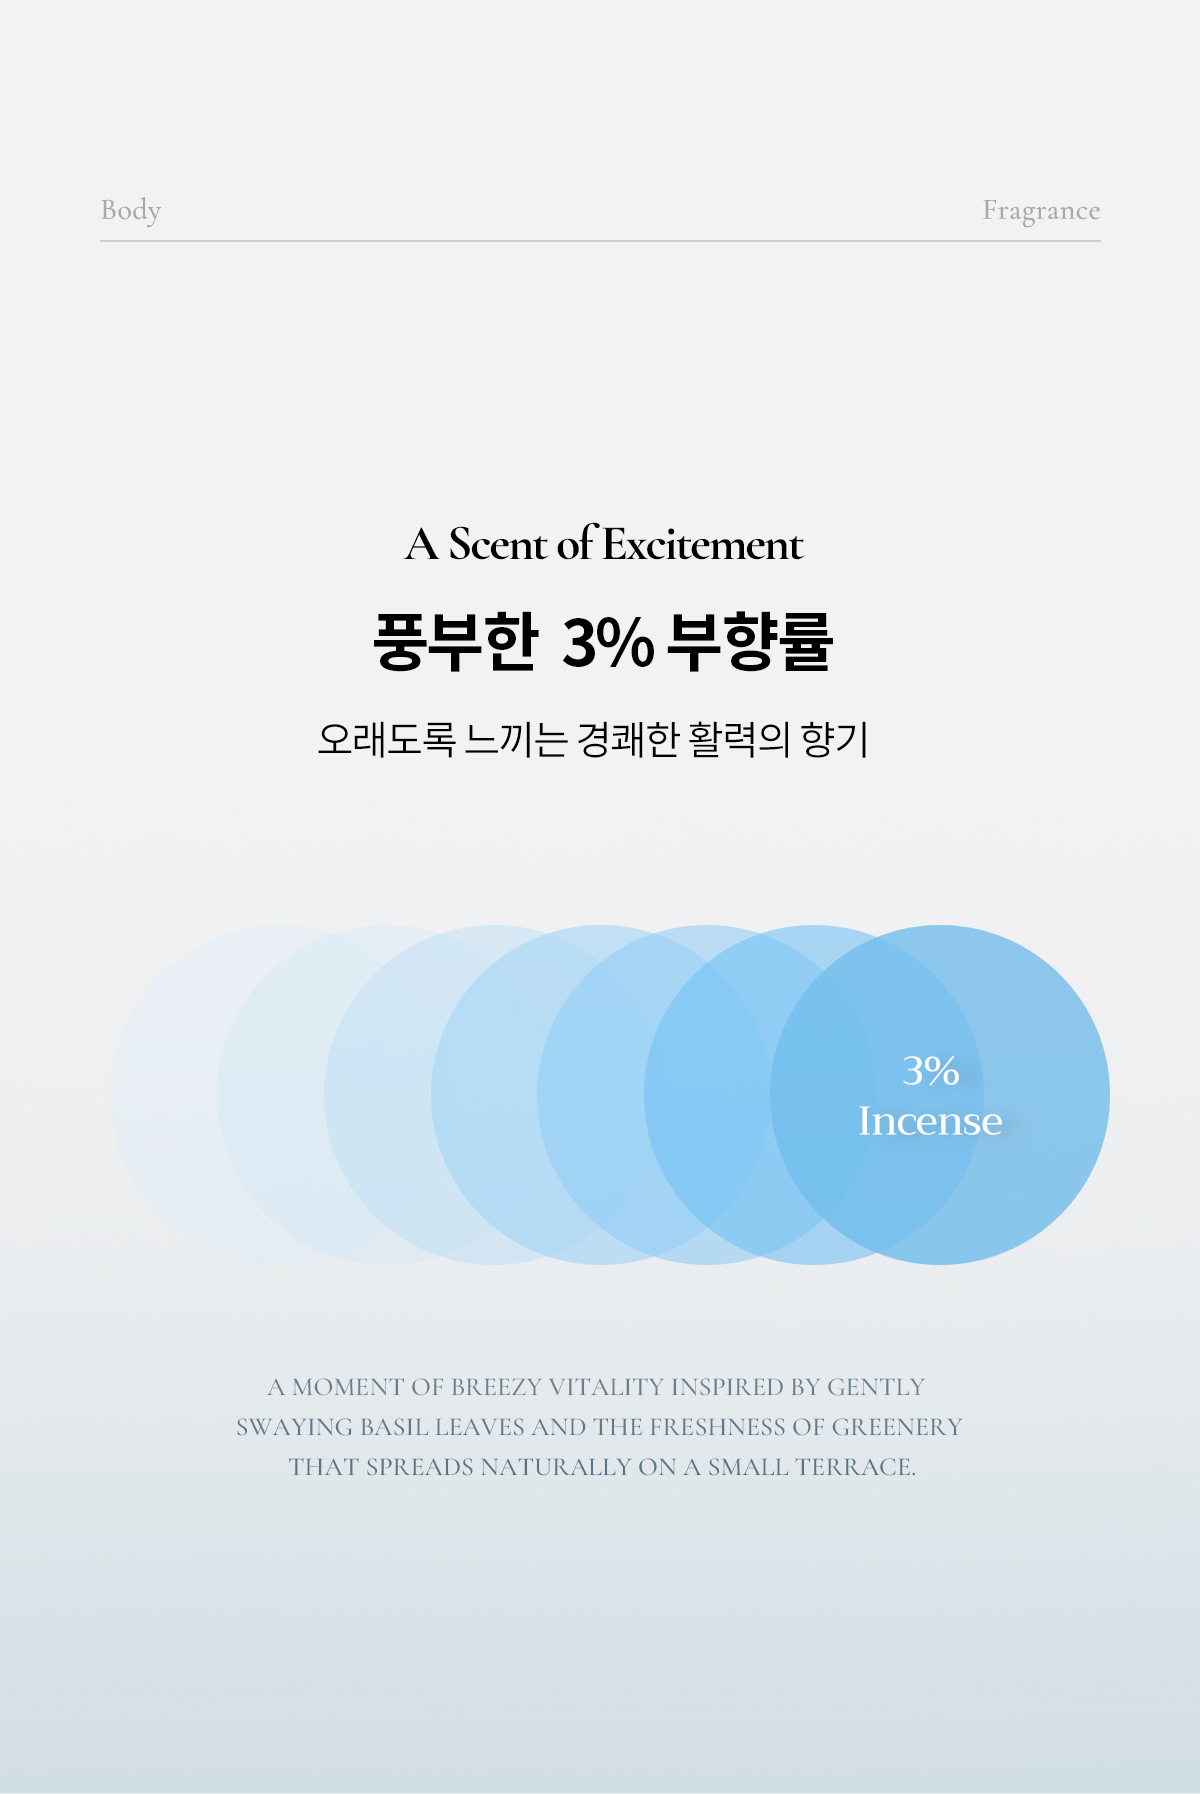 Body
Fragrance
A Scent of Excitement
풍부한 3% 부향률
오래도록 느끼는 경쾌한 활력의 향기
3%
Incense
A MOMENT OF BREEZY VITALITY INSPIRED BY GENTLY
SWAYING BASIL LEAVES AND THE FRESHNESS OF GREENERY
THAT SPREADS NATURALLY ON A SMALL TERRACE.